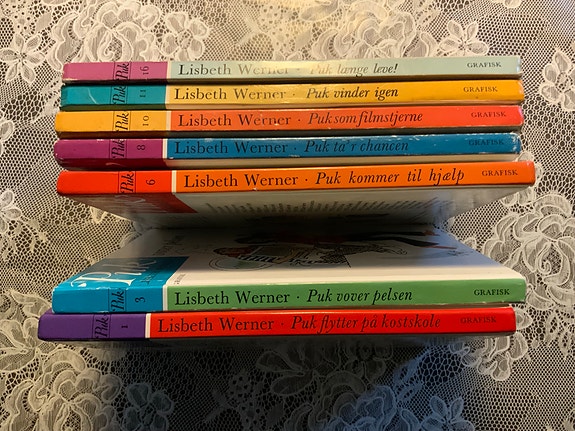 Puk 16 Lisbeth Werner · Puk længe leve! GRAFISK
Puk 11 Lisbeth Werner · Puk vinder igen GRAFISK
Puk 10 Lisbeth Werner · Puk som filmstjerne GRAFISK
Puk 8 Lisbeth Werner · Puk ta'r chancen GRAFISK
Puk 6 Lisbeth Werner · Puk kommer til hjælp GRAFISK
Puk 3 Lisbeth Werner · Puk vover pelsen GRAFISK
Puk 1 Lisbeth Werner · Puk flytter på kostskole GRAFISK